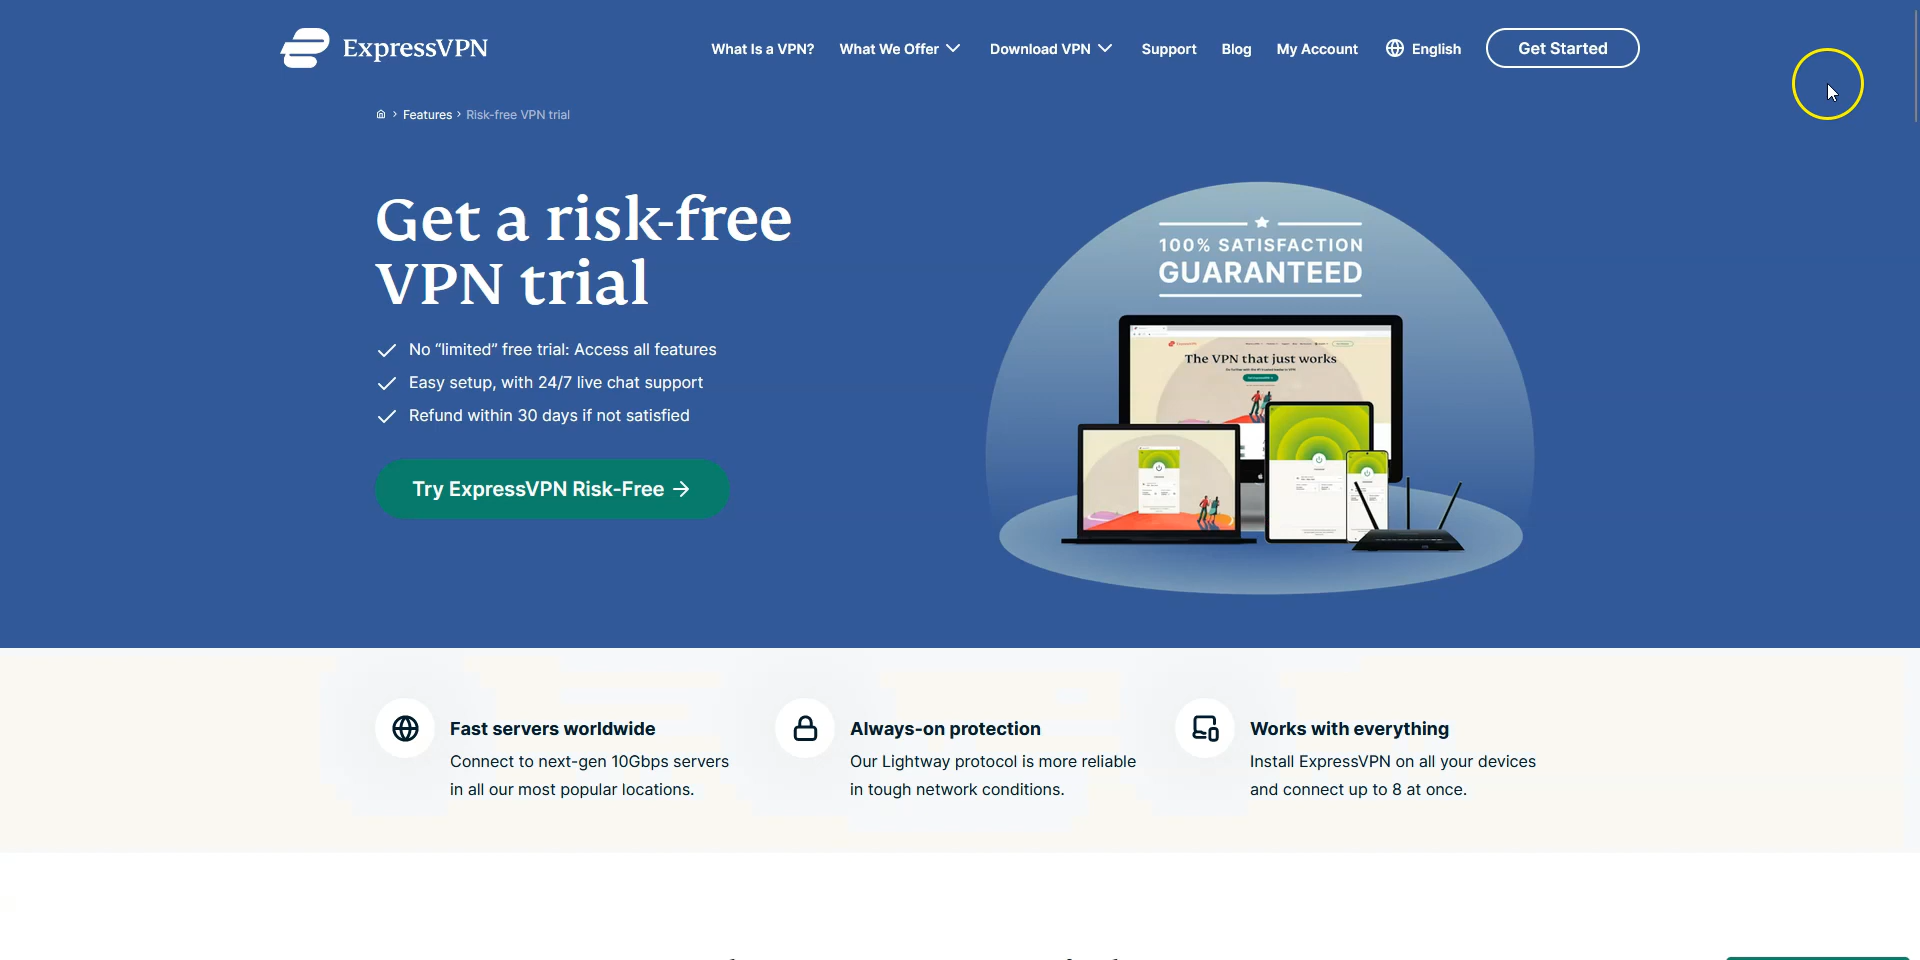 ExpressVPN
What Is a VPN? What We Offer Download VPN Support Blog My Account English Get Started
Features › Risk-free VPN trial
Get a risk-free
VPN trial
No “limited” free trial: Access all features
Easy setup, with 24/7 live chat support
Refund within 30 days if not satisfied
Try ExpressVPN Risk-Free →
100% SATISFACTION
GUARANTEED
The VPN that just works
Fast servers worldwide
Connect to next-gen 10Gbps servers
in all our most popular locations.
Always-on protection
Our Lightway protocol is more reliable
in tough network conditions.
Works with everything
Install ExpressVPN on all your devices
and connect up to 8 at once.